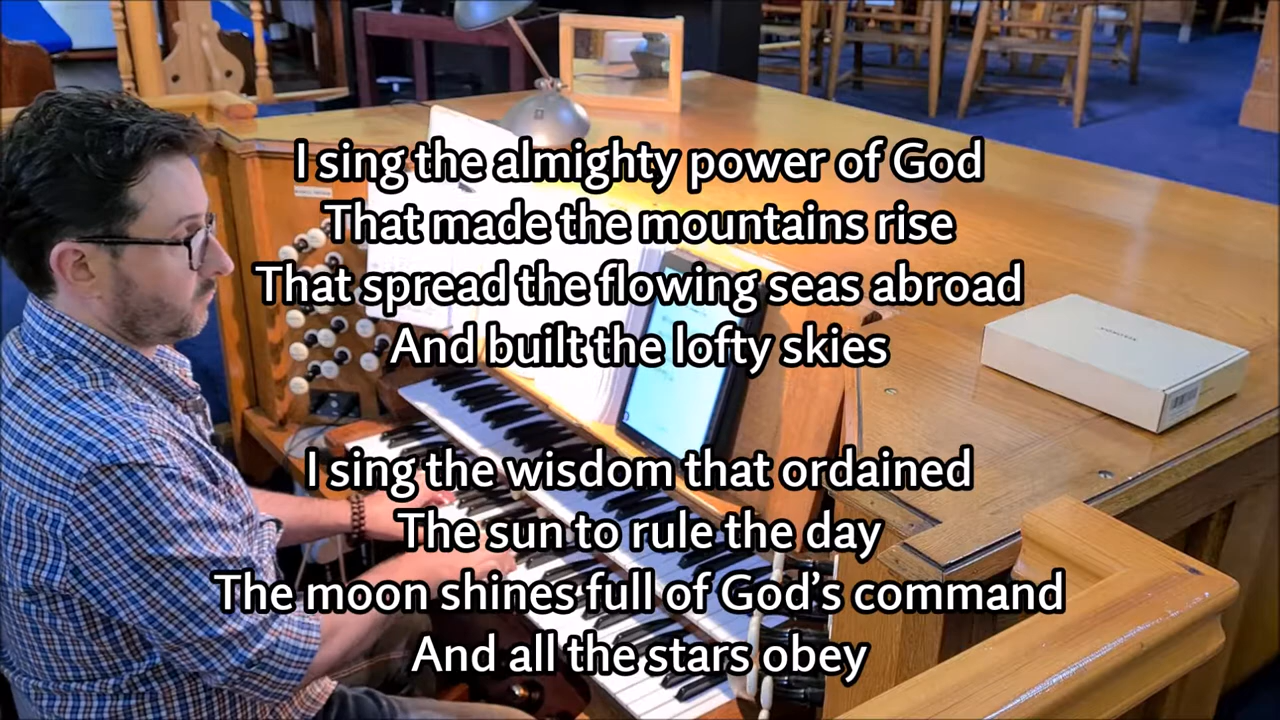 I sing the almighty power of God
That made the mountains rise
That spread the flowing seas abroad
And built the lofty skies
I sing the wisdom that ordained
The sun to rule the day
The moon shines full of God's command
And all the stars obey